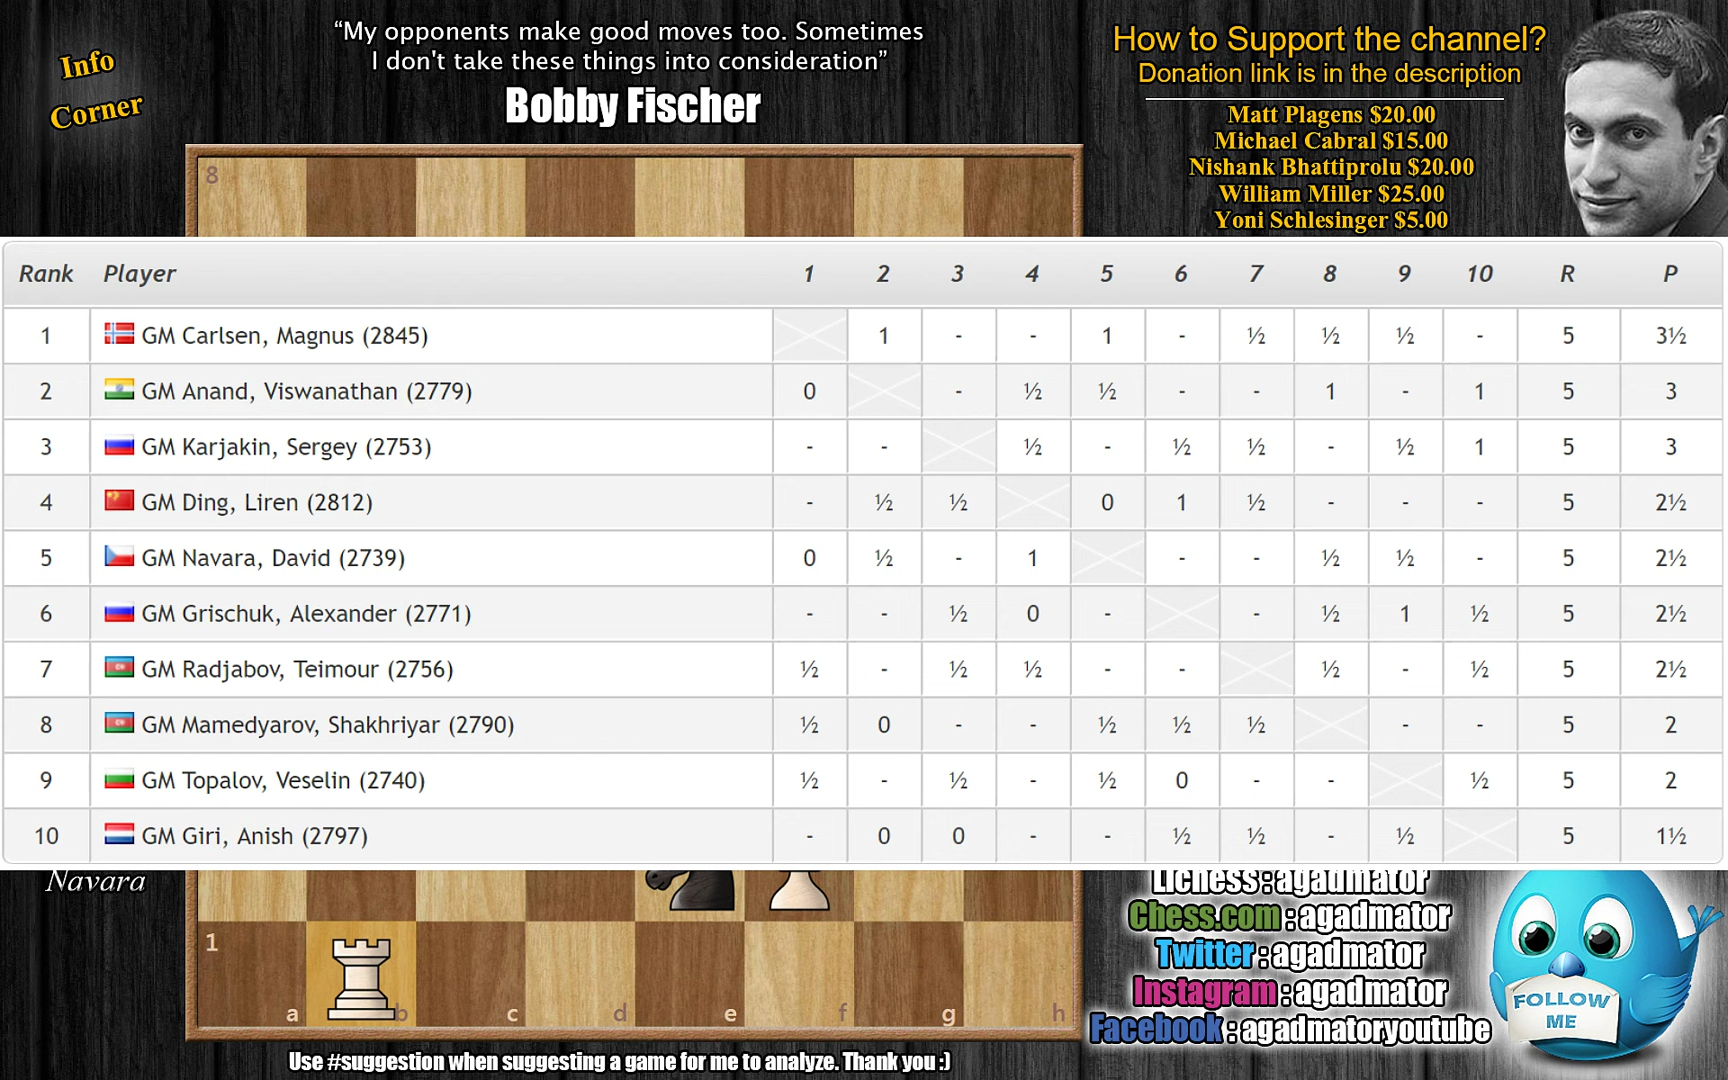 Info
Corner
“My opponents make good moves too. Sometimes
I don't take these things into consideration”
Bobby Fischer
How to Support the channel?
Donation link is in the description
Matt Plagens $20.00
Michael Cabral $15.00
Nishank Bhattiprolu $20.00
William Miller $25.00
Yoni Schlesinger $5.00
8
Rank Player 1 2 3 4 5 6 7 8 9 10 R P
1 GM Carlsen, Magnus (2845) 1 - - 1 - ½ ½ ½ - 5 3½
2 GM Anand, Viswanathan (2779) 0 - ½ ½ - - 1 - 1 5 3
3 GM Karjakin, Sergey (2753) - - ½ - ½ ½ - ½ 1 5 3
4 GM Ding, Liren (2812) - ½ ½ 0 1 ½ - - - 5 2½
5 GM Navara, David (2739) 0 ½ - 1 - - ½ ½ - 5 2½
6 GM Grischuk, Alexander (2771) - - ½ 0 - - ½ 1 ½ 5 2½
7 GM Radjabov, Teimour (2756) ½ - ½ ½ - - ½ - ½ 5 2½
8 GM Mamedyarov, Shakhriyar (2790) ½ 0 - - ½ ½ ½ - - 5 2
9 GM Topalov, Veselin (2740) ½ - ½ - ½ 0 - - ½ 5 2
10 GM Giri, Anish (2797) - 0 0 - - ½ ½ - ½ 5 1½
Navara
1
a b c d e f g h
Lichess : agadmator
Chess.com : agadmator
Twitter : agadmator
Instagram : agadmator
Facebook : agadmatoryoutube
FOLLOW
ME
Use #suggestion when suggesting a game for me to analyze. Thank you :)